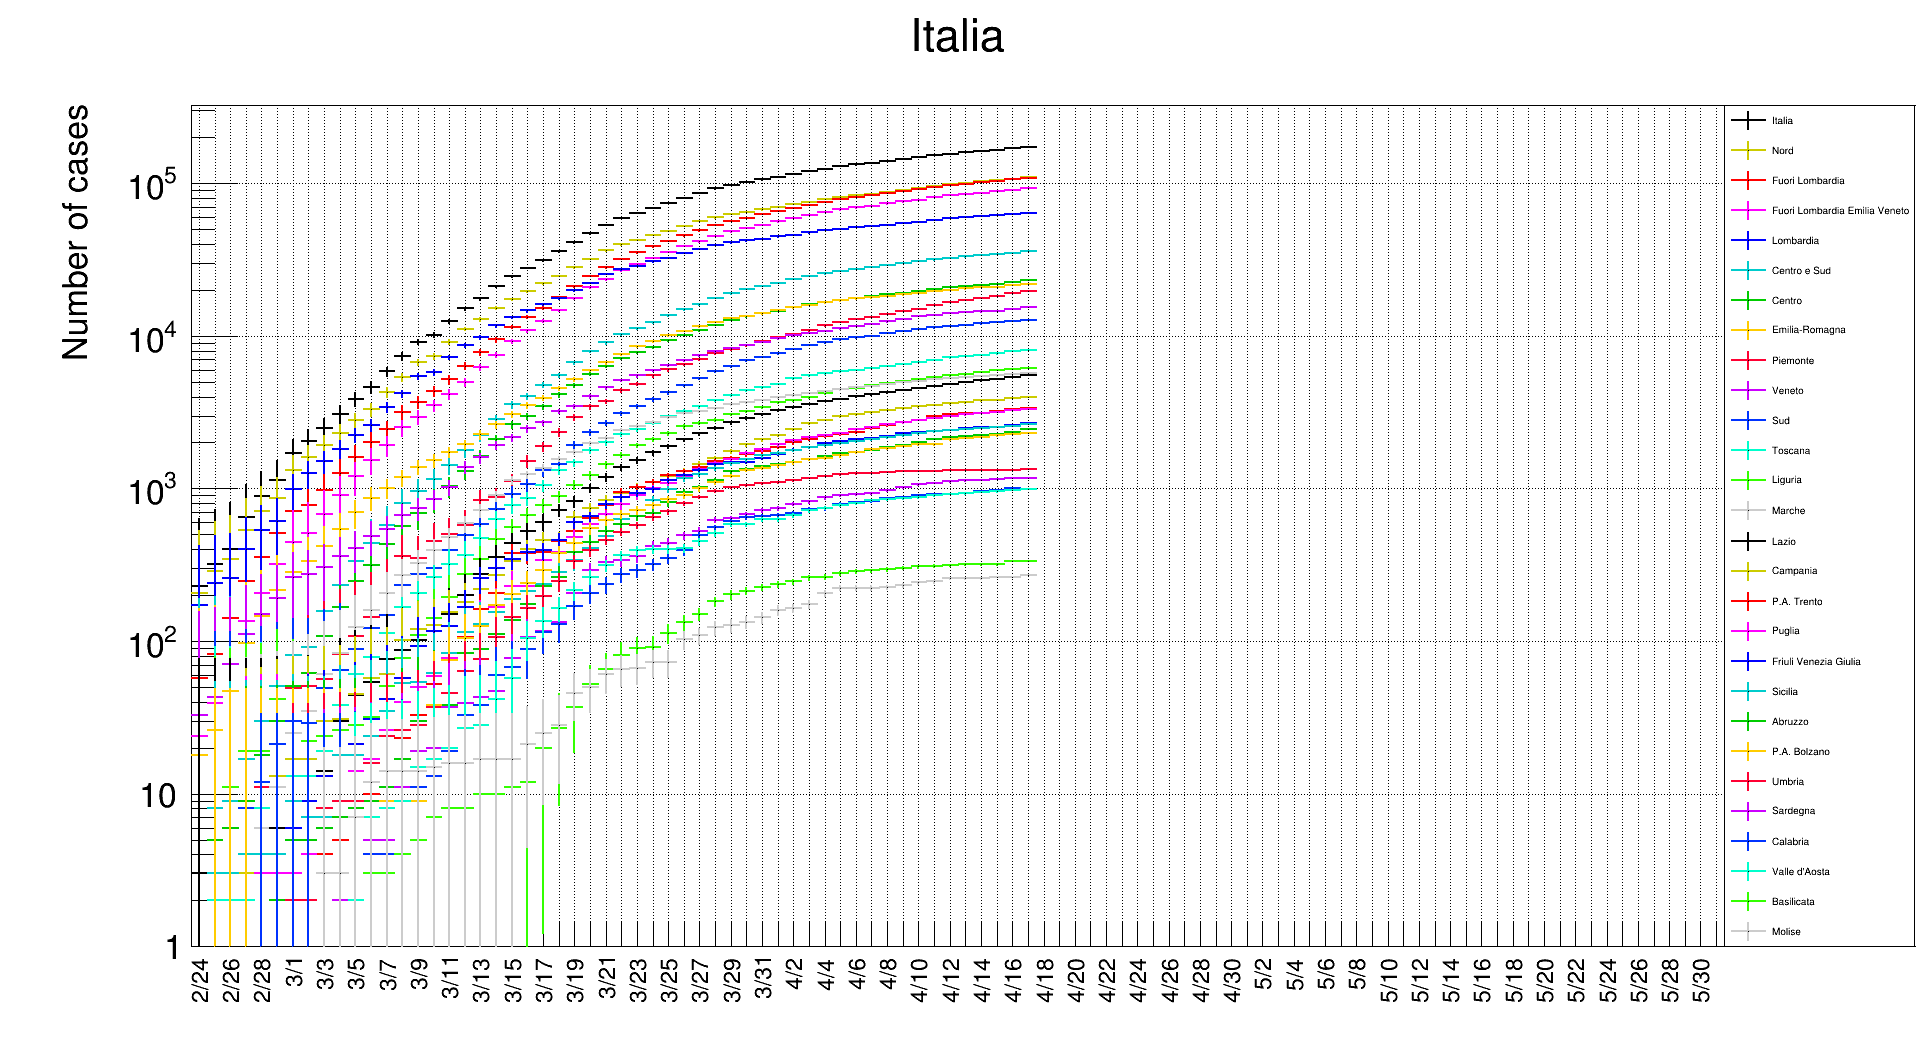 Italia
Number of cases
10^5
10^4
10^3
10^2
10
1
2/24 2/26 2/28 3/1 3/3 3/5 3/7 3/9 3/11 3/13 3/15 3/17 3/19 3/21 3/23 3/25 3/27 3/29 3/31 4/2 4/4 4/6 4/8 4/10 4/12 4/14 4/16 4/18 4/20 4/22 4/24 4/26 4/28 4/30 5/2 5/4 5/6 5/8 5/10 5/12 5/14 5/16 5/18 5/20 5/22 5/24 5/26 5/28 5/30
Italia
Nord
Fuori Lombardia
Fuori Lombardia Emilia Veneto
Lombardia
Centro e Sud
Centro
Emilia-Romagna
Piemonte
Veneto
Sud
Toscana
Liguria
Marche
Lazio
Campania
P.A. Trento
Puglia
Friuli Venezia Giulia
Sicilia
Abruzzo
P.A. Bolzano
Umbria
Sardegna
Calabria
Valle d'Aosta
Basilicata
Molise